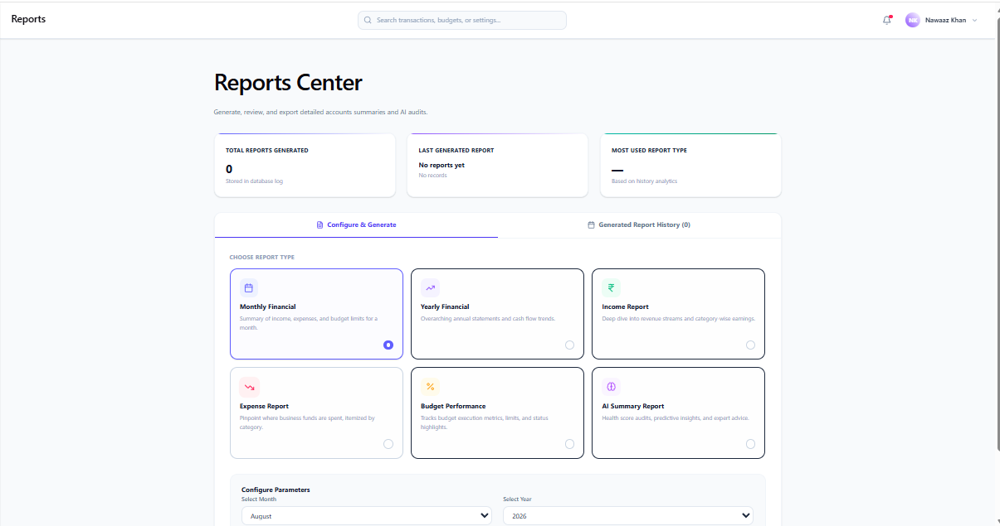 Reports
Search transactions, budgets, or settings...
NK
Nawaaz Khan
Reports Center
Generate, review, and export detailed accounts summaries and AI audits.
TOTAL REPORTS GENERATED
0
Stored in database log
LAST GENERATED REPORT
No reports yet
No records
MOST USED REPORT TYPE
—
Based on history analytics
Configure & Generate
Generated Report History (0)
CHOOSE REPORT TYPE
Monthly Financial
Summary of income, expenses, and budget limits for a
month.
Yearly Financial
Overarching annual statements and cash flow trends.
₹
Income Report
Deep dive into revenue streams and category-wise earnings.
Expense Report
Pinpoint where business funds are spent, itemized by
category.
%
Budget Performance
Tracks budget execution metrics, limits, and status
highlights.
AI Summary Report
Health score audits, predictive insights, and expert advice.
Configure Parameters
Select Month
August
Select Year
2026